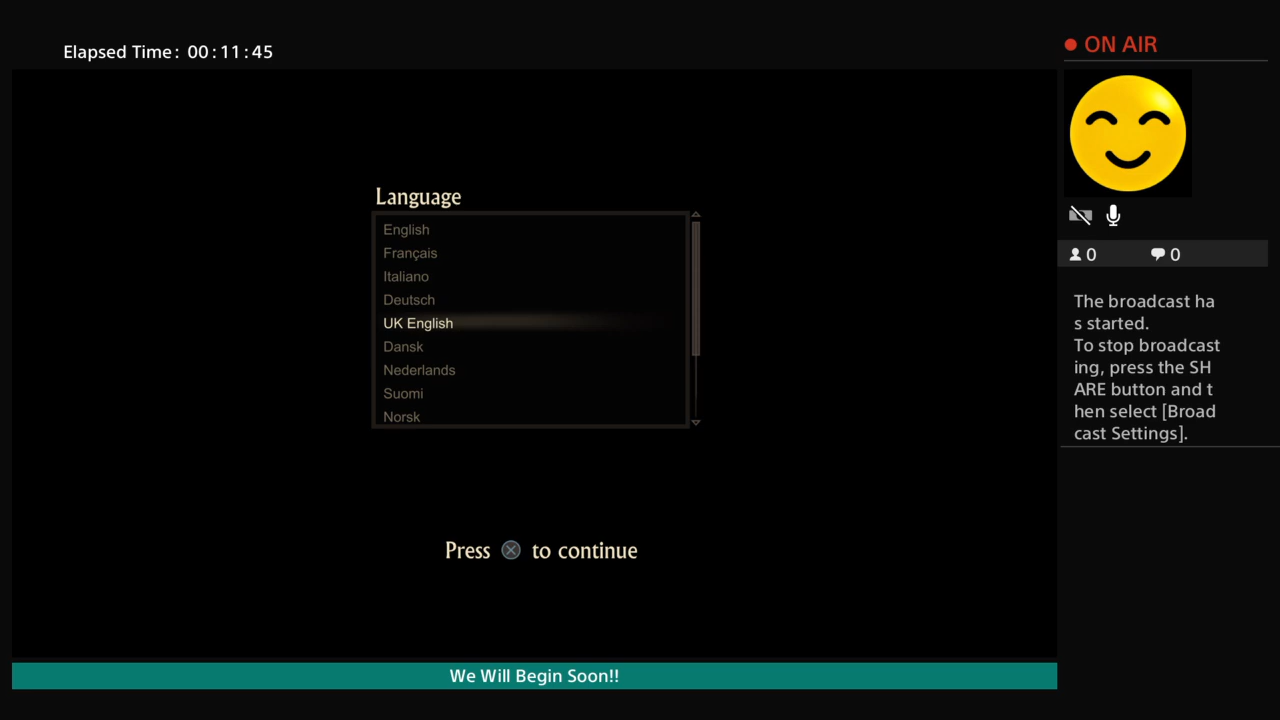 Elapsed Time: 00:11:45
ON AIR
Language
English
Français
Italiano
Deutsch
UK English
Dansk
Nederlands
Suomi
Norsk
Press to continue
0 0
The broadcast ha
s started.
To stop broadcast
ing, press the SH
ARE button and t
hen select [Broad
cast Settings].
We Will Begin Soon!!